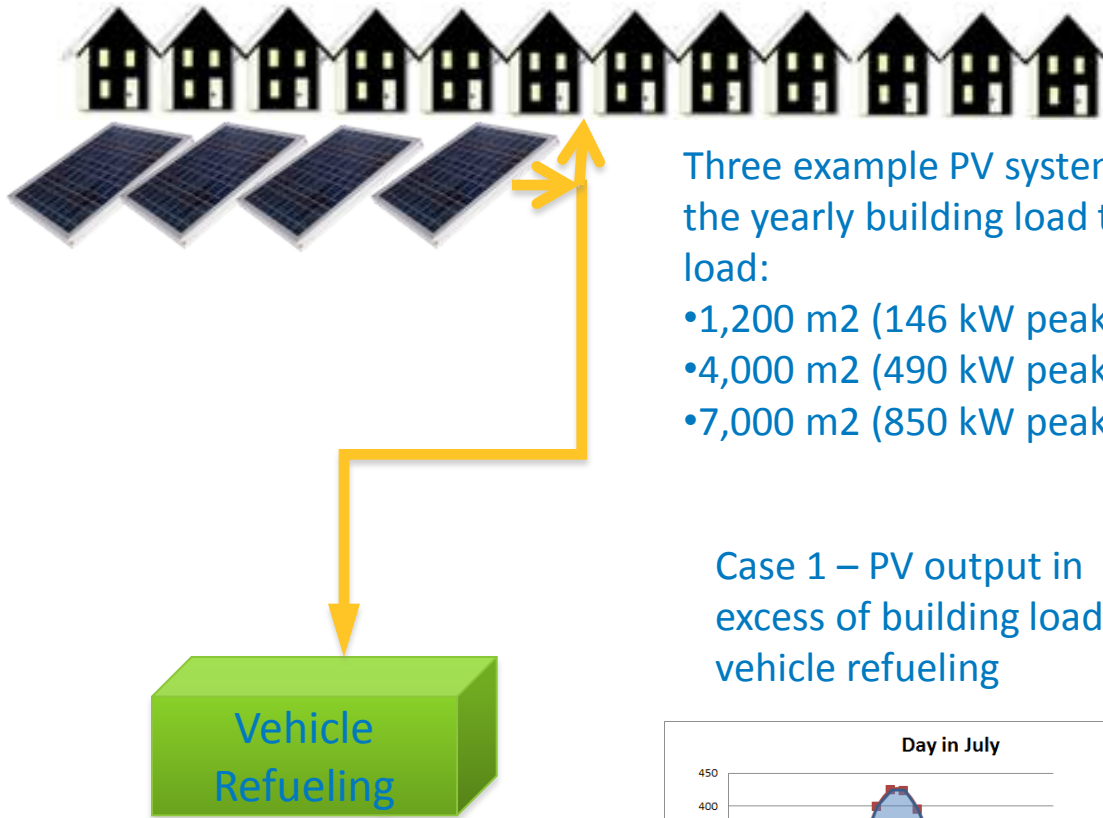 Three example PV
the yearly building load
load:
•1,200 m2 (146 kW peak
•4,000 m2 (490 kW peak
•7,000 m2 (850 kW peak
Case 1 – PV output in
excess of building load
vehicle refueling
Vehicle
Refueling
Day in July
450
400